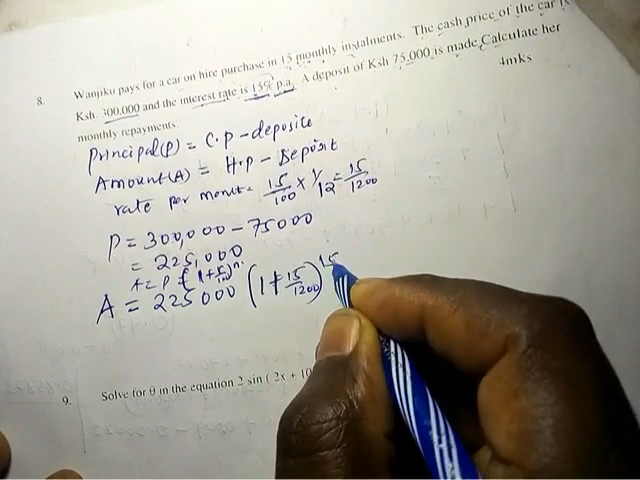 8. Wanjiku pays for a car on hire purchase in 15 monthly instalments. The cash price of the car is
Ksh. 300,000 and the interest rate is 15% p.a. A deposit of Ksh 75,000 is made. Calculate her
monthly repayments. 4mks
Principal(P) = C.P - deposite
Amount(A) = H.P - Deposit
rate per month = 15/100 × 1/12 = 15/1200
P = 300,000 - 75000
= 225,000
A = P (1+r/100)^n
A = 225000 (1+15/1200)^15
9. Solve for θ in the equation 2 sin ( 2x + 10